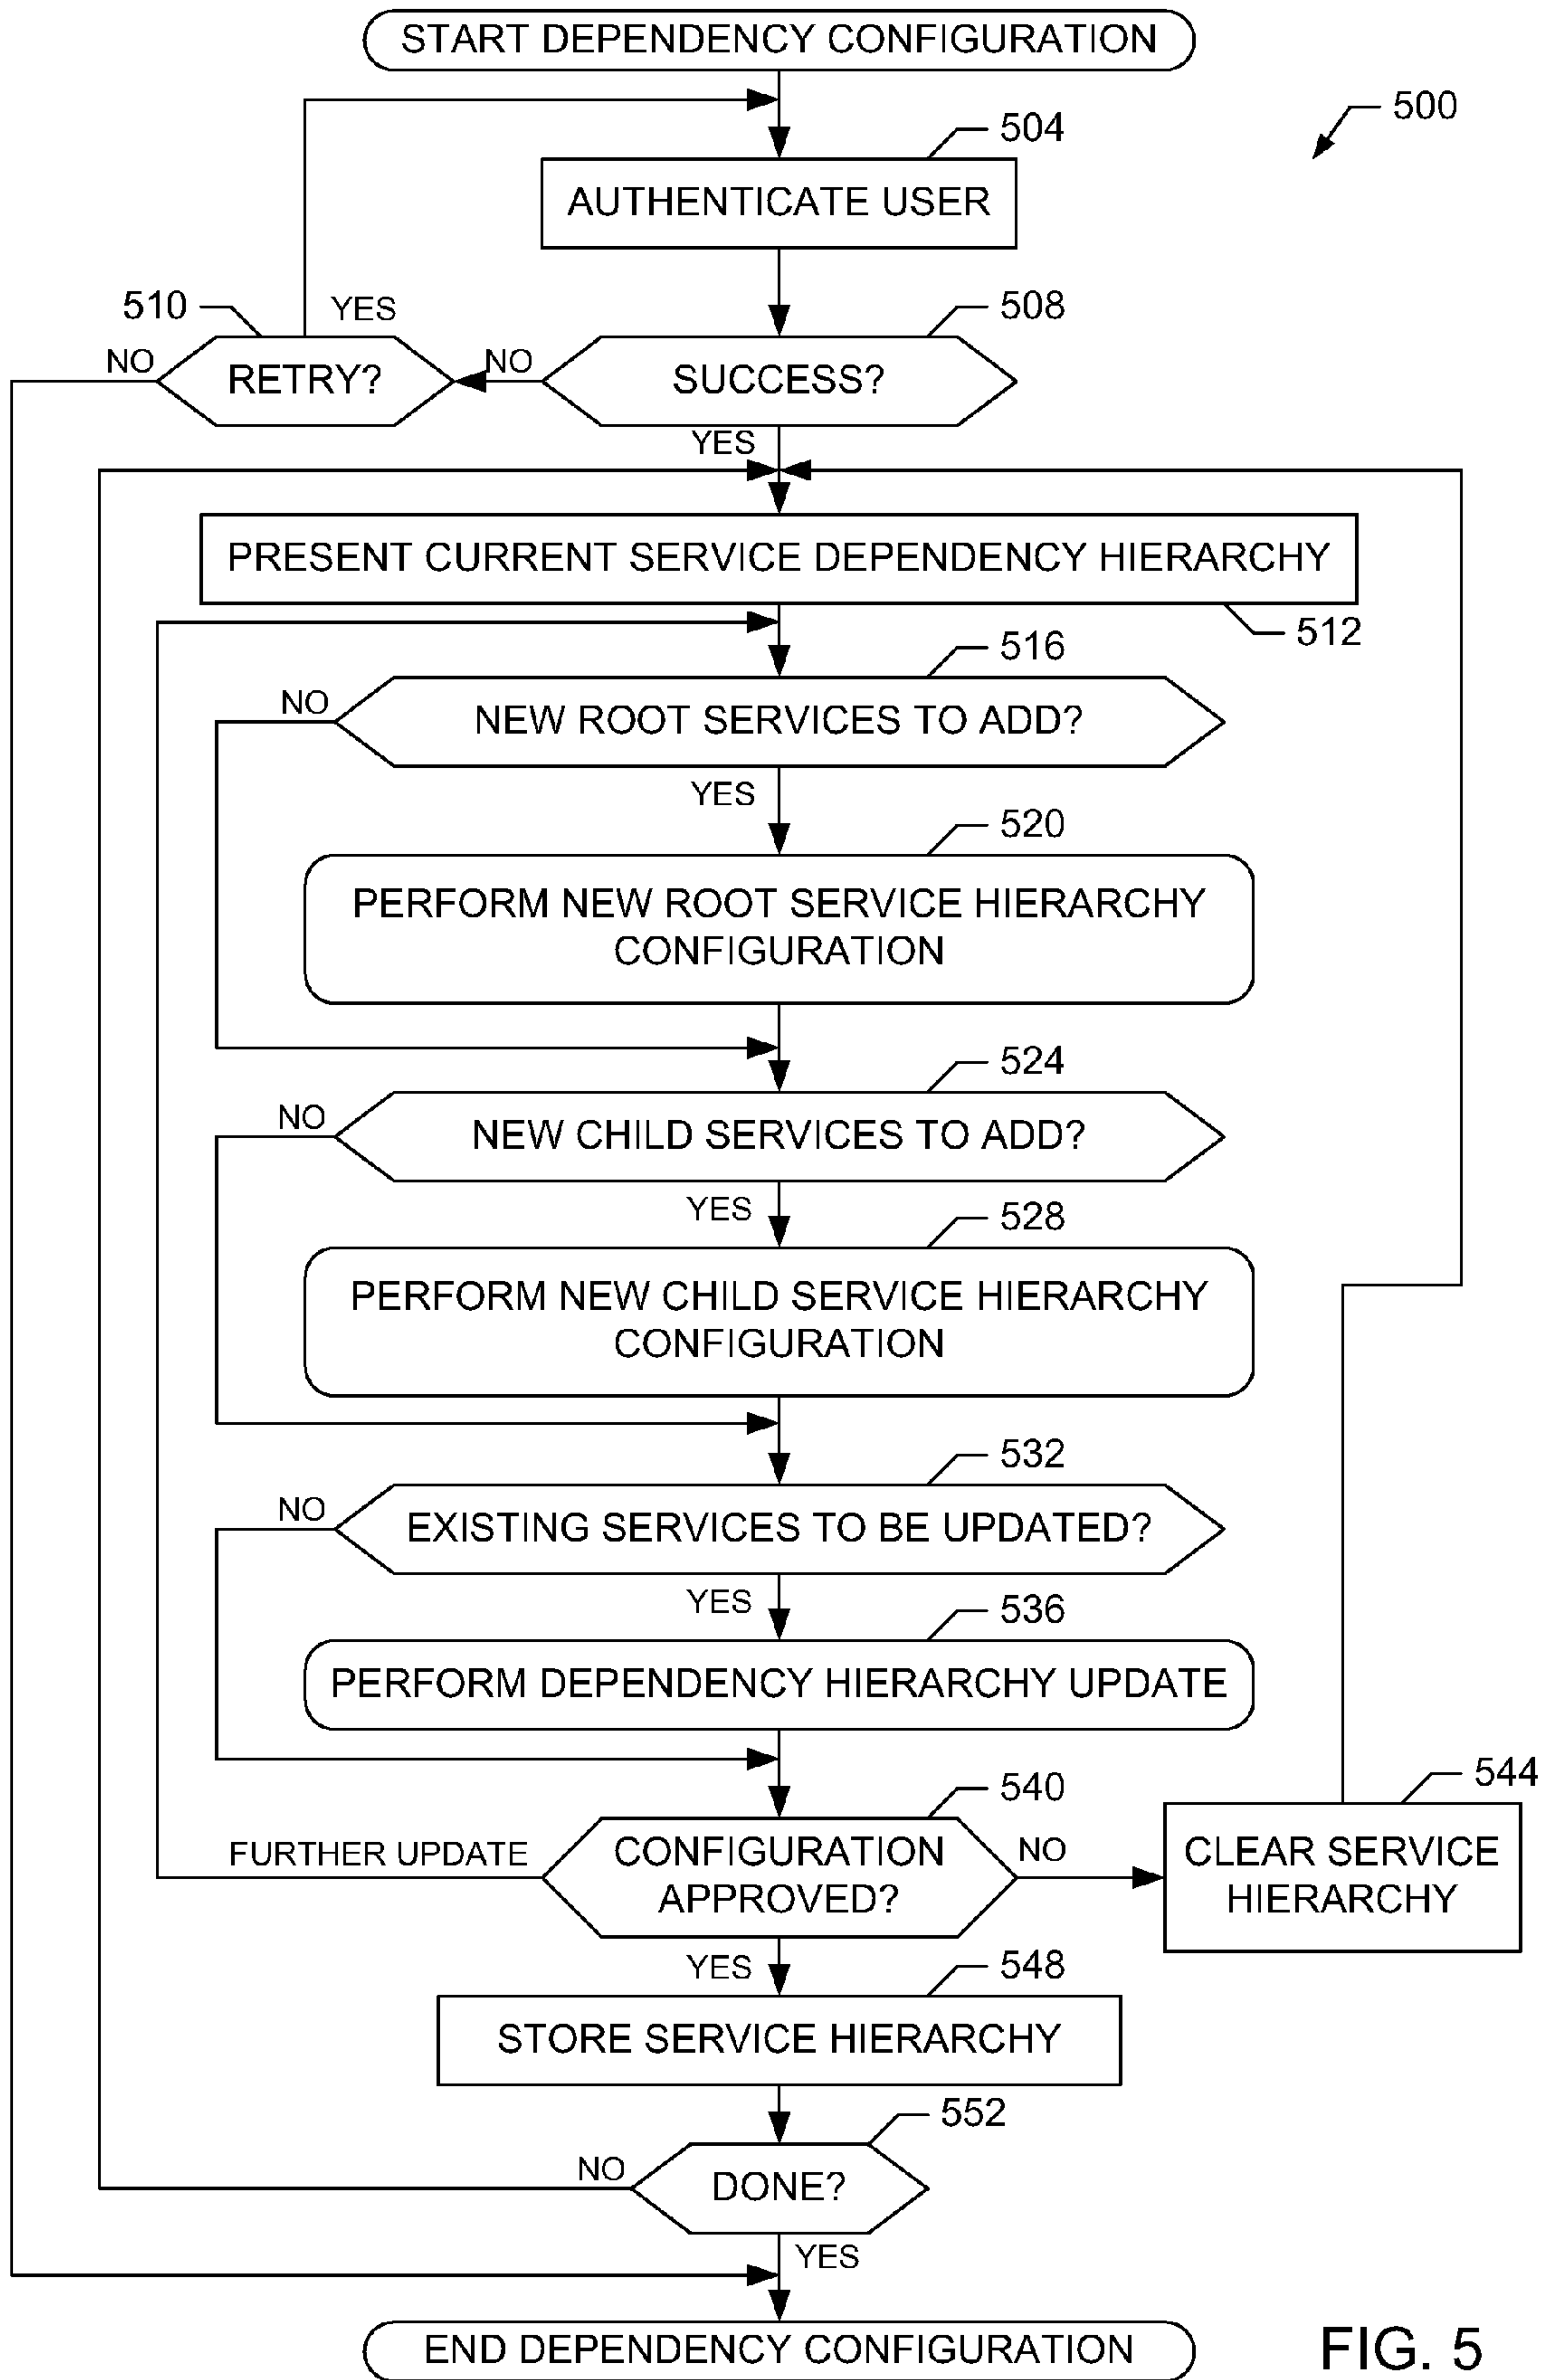 START DEPENDENCY CONFIGURATION
500
504
AUTHENTICATE USER
510
YES
508
NO
RETRY?
NO
SUCCESS?
YES
PRESENT CURRENT SERVICE DEPENDENCY HIERARCHY
512
516
NO
NEW ROOT SERVICES TO ADD?
YES
520
PERFORM NEW ROOT SERVICE HIERARCHY
CONFIGURATION
524
NO
NEW CHILD SERVICES TO ADD?
YES
528
PERFORM NEW CHILD SERVICE HIERARCHY
CONFIGURATION
532
NO
EXISTING SERVICES TO BE UPDATED?
YES
536
PERFORM DEPENDENCY HIERARCHY UPDATE
540
544
FURTHER UPDATE
CONFIGURATION
APPROVED?
NO
CLEAR SERVICE
HIERARCHY
YES
548
STORE SERVICE HIERARCHY
552
NO
DONE?
YES
END DEPENDENCY CONFIGURATION
FIG. 5